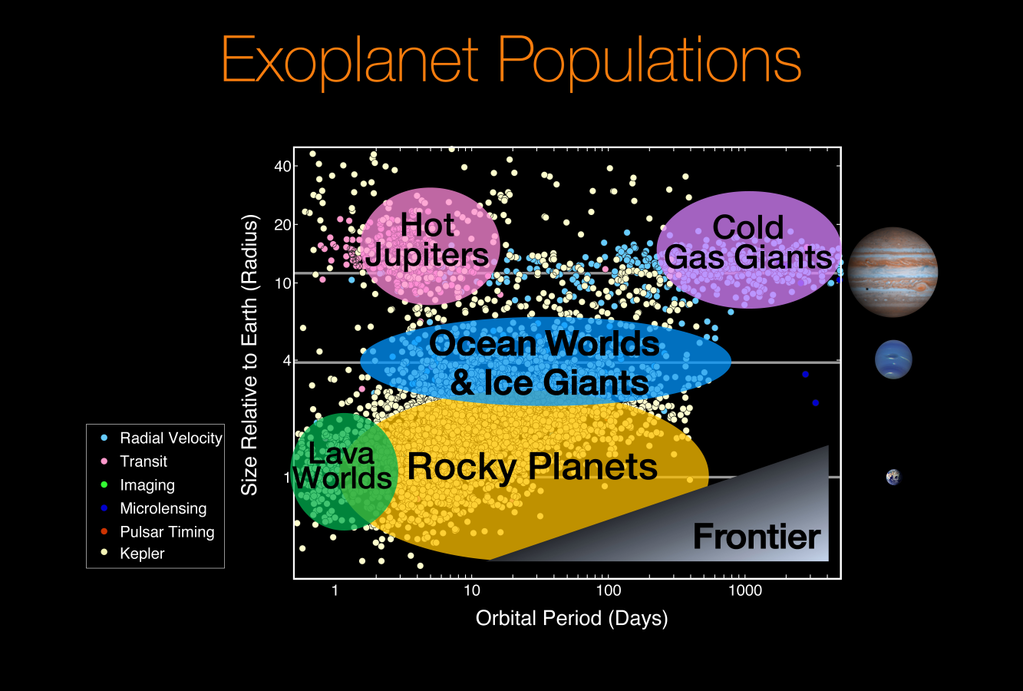 Exoplanet Populations
Size Relative to Earth (Radius)
40
20
10
4
1
Hot
Jupiters
Cold
Gas Giants
Ocean Worlds
& Ice Giants
Lava
Worlds
Rocky Planets
Frontier
Radial Velocity
Transit
Imaging
Microlensing
Pulsar Timing
Kepler
1
10
100
1000
Orbital Period (Days)